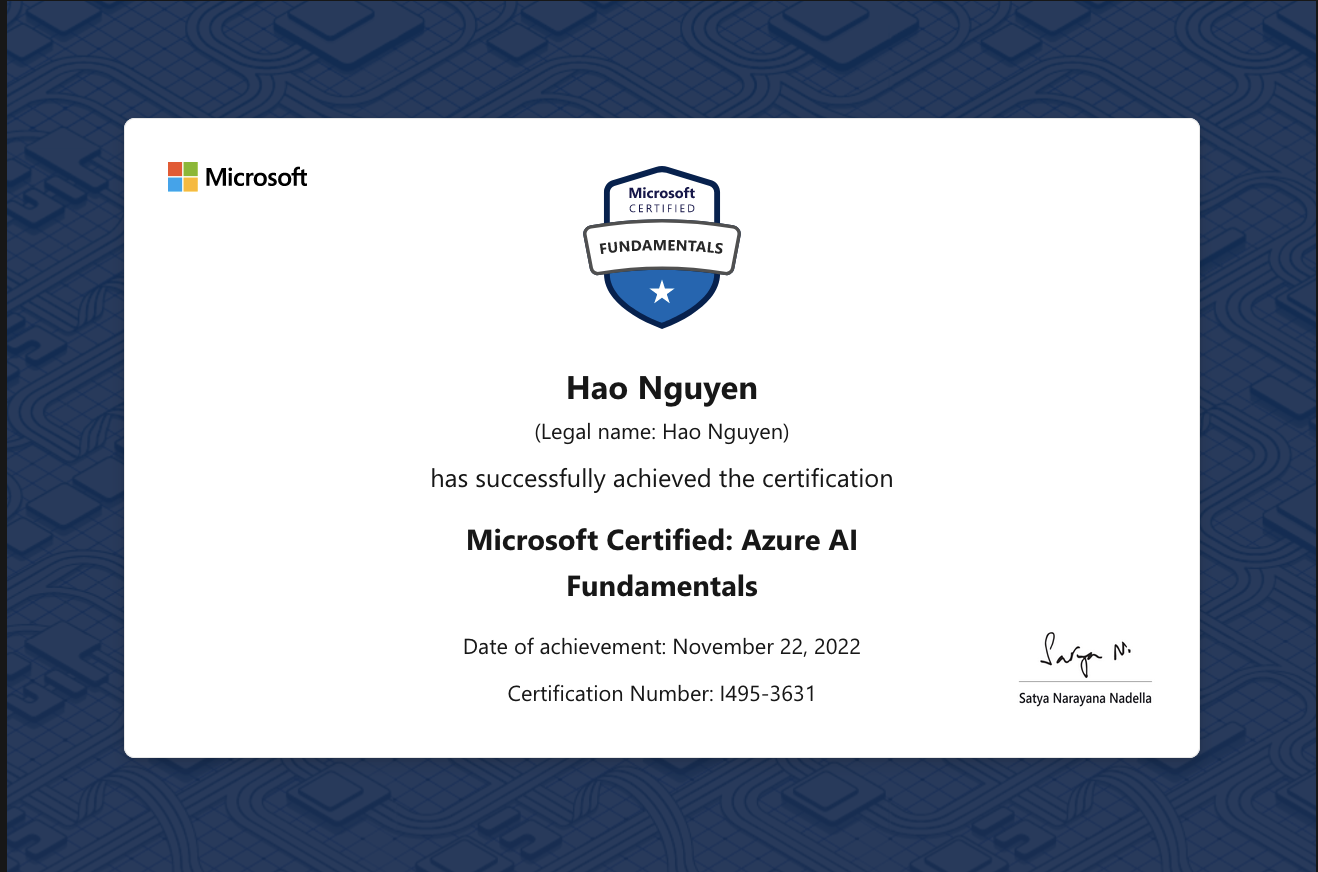 Microsoft
Microsoft
CERTIFIED
FUNDAMENTALS
Hao Nguyen
(Legal name: Hao Nguyen)
has successfully achieved the certification
Microsoft Certified: Azure AI
Fundamentals
Date of achievement: November 22, 2022
Certification Number: I495-3631
Satya N.
Satya Narayana Nadella